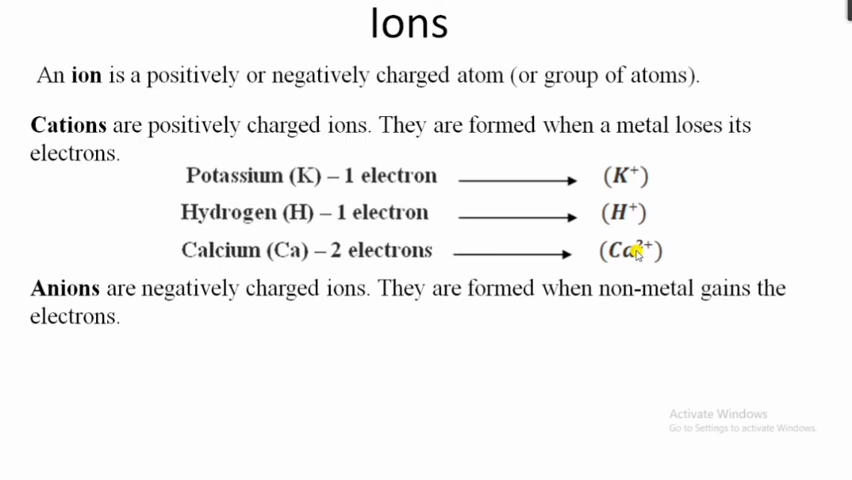 Ions
An ion is a positively or negatively charged atom (or group of atoms).
Cations are positively charged ions. They are formed when a metal loses its
electrons.
Potassium (K) – 1 electron ⟶ (K⁺)
Hydrogen (H) – 1 electron ⟶ (H⁺)
Calcium (Ca) – 2 electrons ⟶ (Ca²⁺)
Anions are negatively charged ions. They are formed when non-metal gains the
electrons.
Activate Windows
Go to Settings to activate Windows.